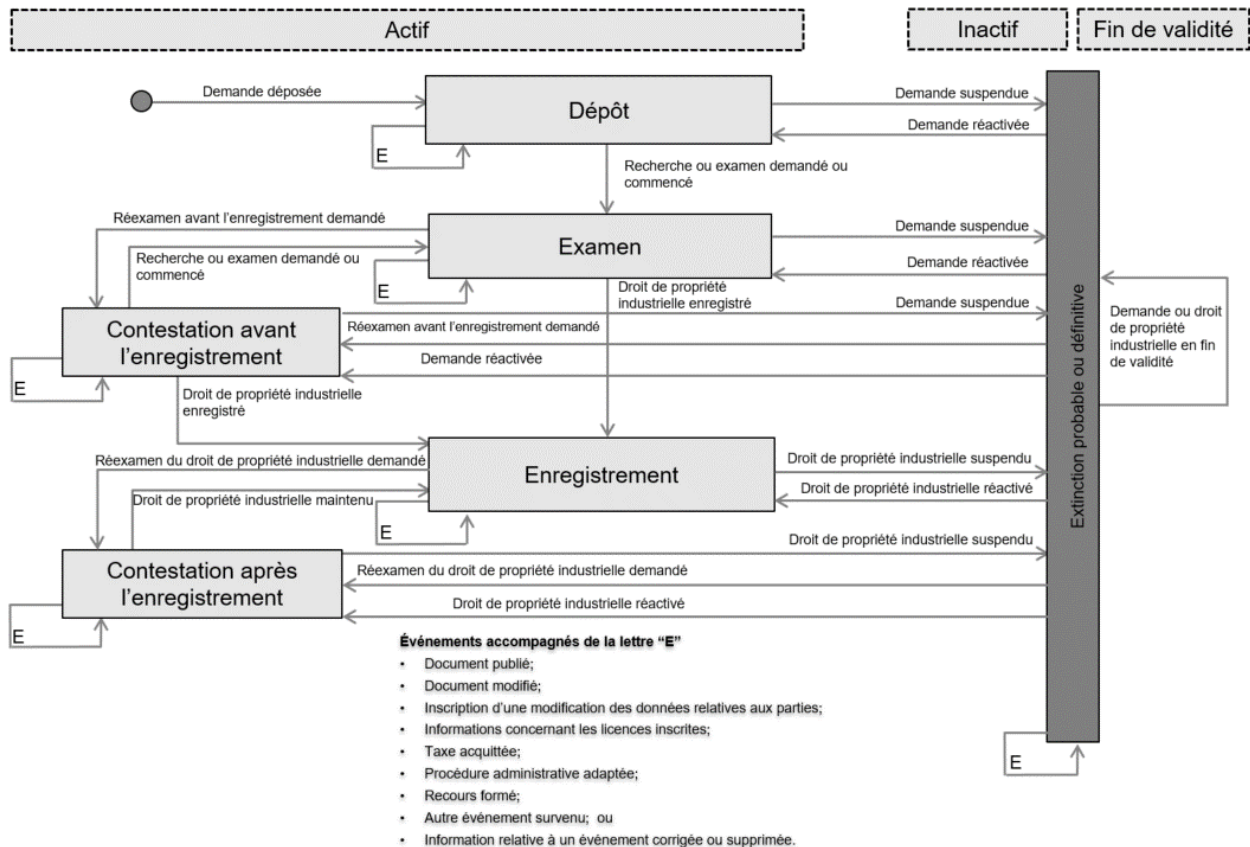 Actif
Inactif
Fin de validité
Demande déposée
Dépôt
Demande suspendue
Demande réactivée
E
Recherche ou examen demandé ou
commencé
Réexamen avant l'enregistrement demandé
Examen
Demande suspendue
Recherche ou examen demandé ou
commencé
Demande réactivée
E
Droit de propriété
industrielle enregistré
Demande suspendue
Contestation avant
l'enregistrement
Réexamen avant l'enregistrement demandé
Demande réactivée
E
Demande ou droit
de propriété
industrielle en fin
de validité
Extinction probable ou définitive
Droit de propriété industrielle
enregistré
Réexamen du droit de propriété industrielle demandé
Enregistrement
Droit de propriété industrielle suspendu
Droit de propriété industrielle maintenu
Droit de propriété industrielle réactivé
E
Droit de propriété industrielle suspendu
Contestation après
l'enregistrement
Réexamen du droit de propriété industrielle demandé
Droit de propriété industrielle réactivé
E
Événements accompagnés de la lettre “E”
• Document publié;
• Document modifié;
• Inscription d'une modification des données relatives aux parties;
• Informations concernant les licences inscrites;
• Taxe acquittée;
• Procédure administrative adaptée;
• Recours formé;
• Autre événement survenu; ou
• Information relative à un événement corrigée ou supprimée.
E